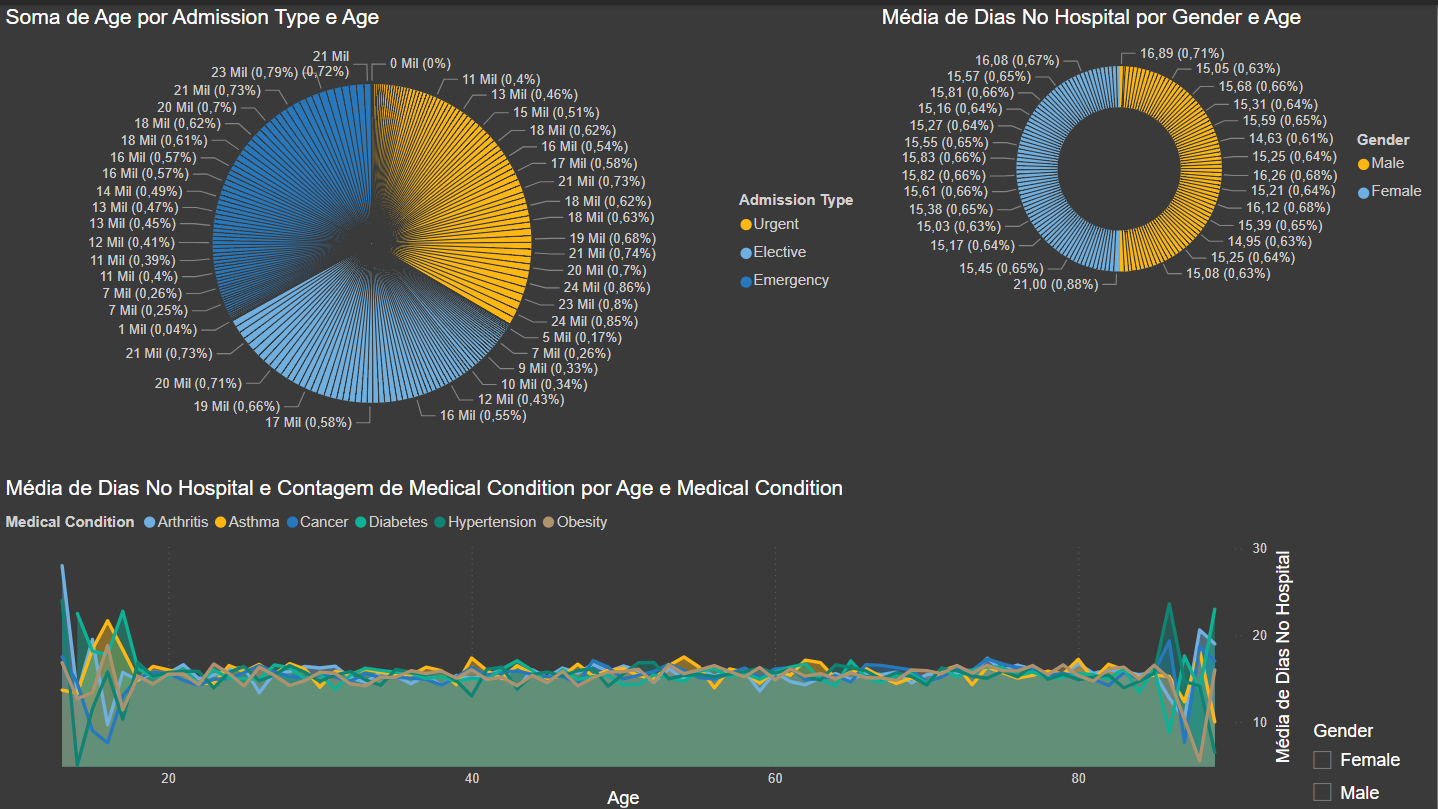 Soma de Age por Admission Type e Age
21 Mil
(0,72%)
23 Mil (0,79%)
21 Mil (0,73%)
20 Mil (0,7%)
18 Mil (0,62%)
18 Mil (0,61%)
16 Mil (0,57%)
16 Mil (0,57%)
14 Mil (0,49%)
13 Mil (0,47%)
13 Mil (0,45%)
12 Mil (0,41%)
11 Mil (0,39%)
11 Mil (0,4%)
7 Mil (0,26%)
7 Mil (0,25%)
1 Mil (0,04%)
21 Mil (0,73%)
20 Mil (0,71%)
19 Mil (0,66%)
17 Mil (0,58%)
0 Mil (0%)
11 Mil (0,4%)
13 Mil (0,46%)
15 Mil (0,51%)
18 Mil (0,62%)
16 Mil (0,54%)
17 Mil (0,58%)
21 Mil (0,73%)
18 Mil (0,62%)
18 Mil (0,63%)
19 Mil (0,68%)
21 Mil (0,74%)
20 Mil (0,7%)
24 Mil (0,86%)
23 Mil (0,8%)
24 Mil (0,85%)
5 Mil (0,17%)
7 Mil (0,26%)
9 Mil (0,33%)
10 Mil (0,34%)
12 Mil (0,43%)
16 Mil (0,55%)
Admission Type
Urgent
Elective
Emergency
Média de Dias No Hospital por Gender e Age
16,08 (0,67%)
15,57 (0,65%)
15,81 (0,66%)
15,16 (0,64%)
15,27 (0,64%)
15,55 (0,65%)
15,83 (0,66%)
15,82 (0,66%)
15,61 (0,66%)
15,38 (0,65%)
15,03 (0,63%)
15,17 (0,64%)
15,45 (0,65%)
21,00 (0,88%)
16,89 (0,71%)
15,05 (0,63%)
15,68 (0,66%)
15,31 (0,64%)
15,59 (0,65%)
14,63 (0,61%)
15,25 (0,64%)
16,26 (0,68%)
15,21 (0,64%)
16,12 (0,68%)
15,39 (0,65%)
14,95 (0,63%)
15,25 (0,64%)
15,08 (0,63%)
Gender
Male
Female
Média de Dias No Hospital e Contagem de Medical Condition por Age e Medical Condition
Medical Condition Arthritis Asthma Cancer Diabetes Hypertension Obesity
30
20
10
Média de Dias No Hospital
20 40 60 80
Age
Gender
Female
Male